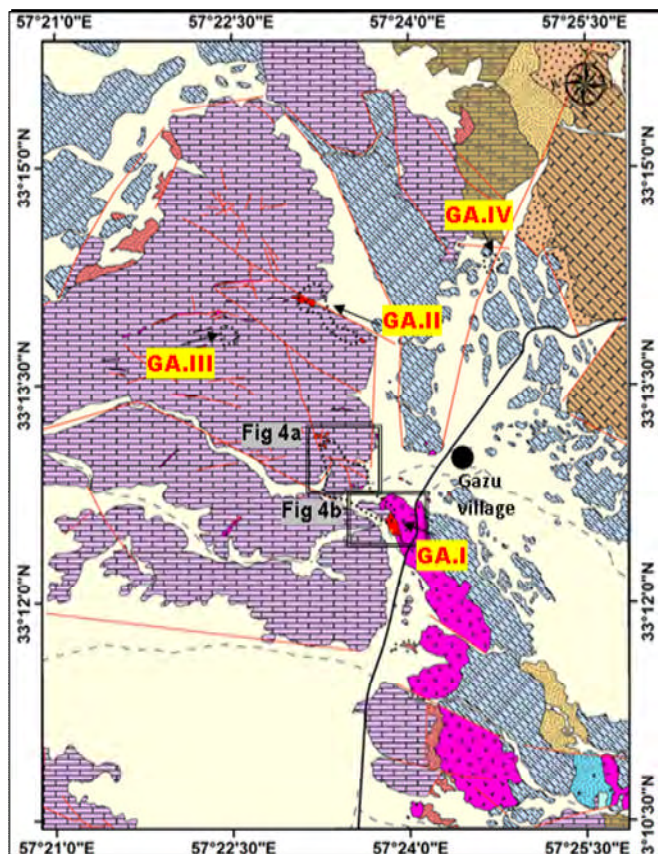 57°21'0"E 57°22'30"E 57°24'0"E 57°25'30"E
33°15'0"N
33°15'0"N
GA.IV
GA.II
GA.III
33°13'30"N
33°13'30"N
Fig 4a
Gazu
village
Fig 4b
GA.I
33°12'0"N
33°12'0"N
3°10'30"N
57°21'0"E 57°22'30"E 57°24'0"E 57°25'30"E